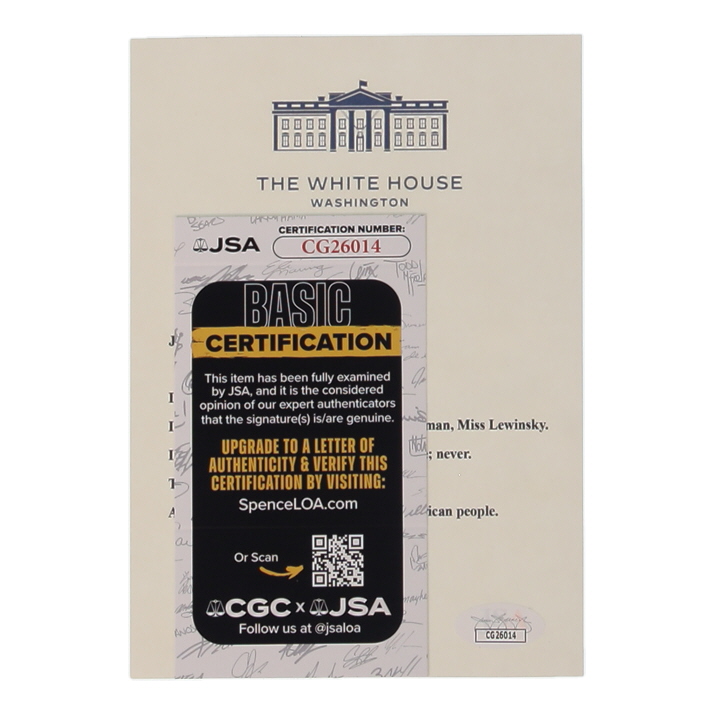 THE WHITE HOUSE
WASHINGTON
JSA
CERTIFICATION NUMBER:
CG26014
BASIC
CERTIFICATION
This item has been fully examined
by JSA, and it is the considered
opinion of our expert authenticators
that the signature(s) is/are genuine.
UPGRADE TO A LETTER OF
AUTHENTICITY & VERIFY THIS
CERTIFICATION BY VISITING:
SpenceLOA.com
Or Scan
CGC x JSA
Follow us at @jsaloa
J
I
I man, Miss Lewinsky.
I ; never.
T
A ican people.
CG26014